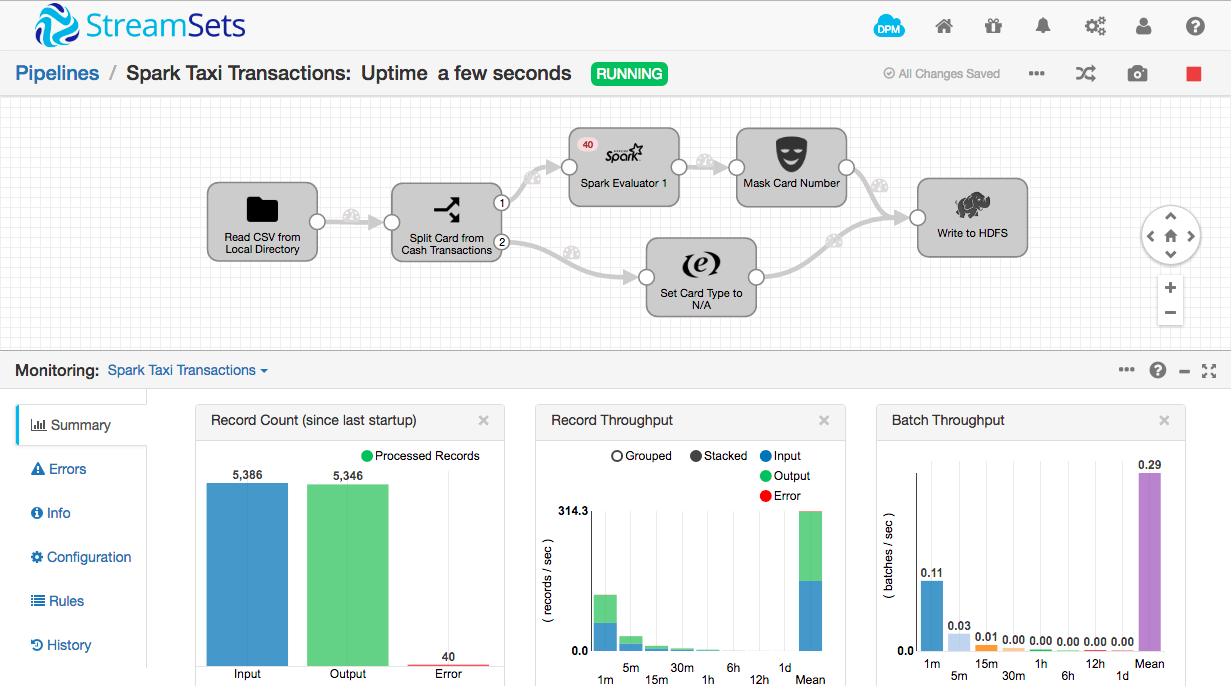 StreamSets
DPM
Pipelines / Spark Taxi Transactions: Uptime a few seconds RUNNING
All Changes Saved
Read CSV from
Local Directory
Split Card from
Cash Transactions
1
2
40
Spark
Spark Evaluator 1
Mask Card Number
Set Card Type to
N/A
Write to HDFS
Monitoring: Spark Taxi Transactions
Summary
Errors
Info
Configuration
Rules
History
Record Count (since last startup)
Processed Records
5,386
5,346
40
Input Output Error
Record Throughput
Grouped Stacked Input
Output
Error
314.3
( records / sec )
0.0
5m 30m 6h 1d
1m 15m 1h 12h Mean
Batch Throughput
0.29
( batches / sec )
0.11
0.03
0.01 0.00 0.00 0.00 0.00 0.00
0.0
1m 15m 1h 12h Mean
5m 30m 6h 1d